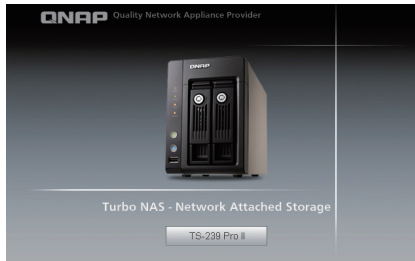 QNAP Quality Network Appliance Provider
QNAP
Turbo NAS - Network Attached Storage
TS-239 Pro II